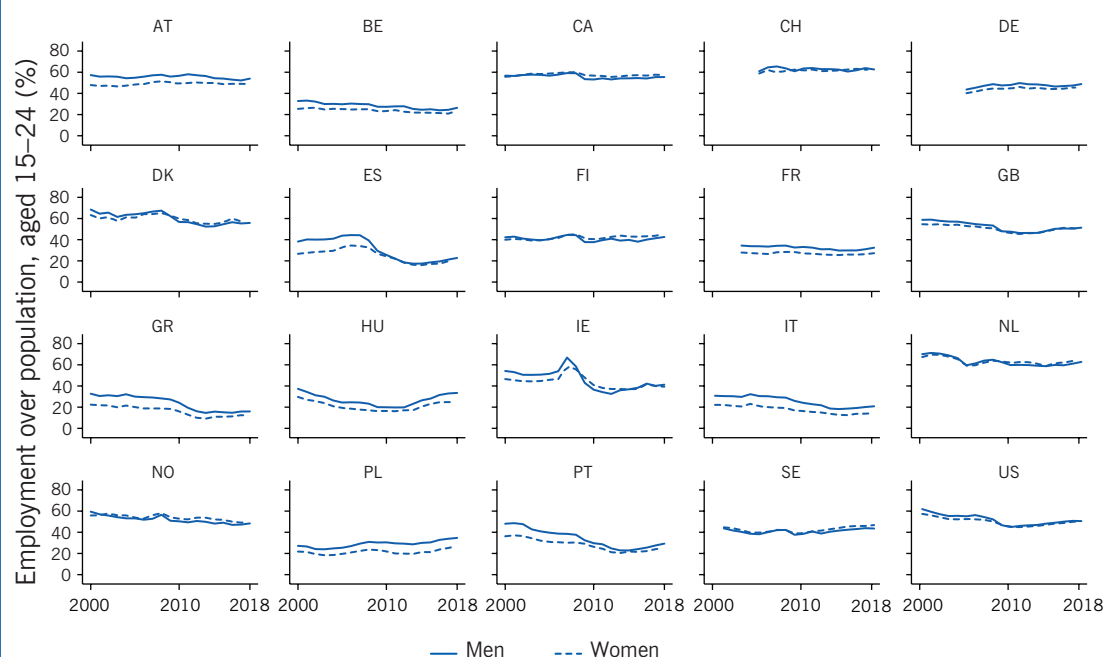 Employment over population, aged 15–24 (%)
AT BE CA CH DE
80
60
40
20
0
DK ES FI FR GB
80
60
40
20
0
GR HU IE IT NL
80
60
40
20
0
NO PL PT SE US
80
60
40
20
0
2000 2010 2018 2000 2010 2018 2000 2010 2018 2000 2010 2018 2000 2010 2018
Men Women